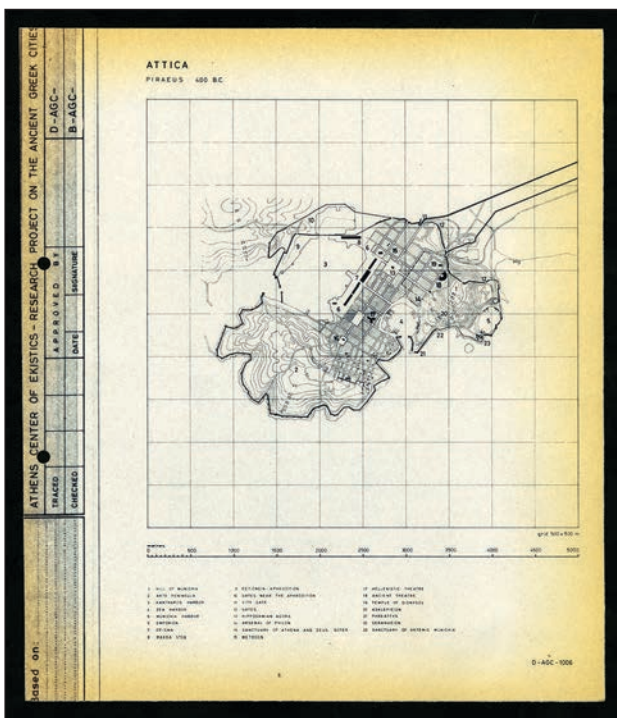 ATTICA
PIRAEUS 400 B.C.
grid 500 x 500 m
metres
0 500 1000 1500 2000 2500 3000 3500 4000 4500 5000
1 HILL OF MUNICHIA
2 AKTE PENINSULA
3 KANTHAROS HARBOUR
4 ZEA HARBOUR
5 MUNICHIA HARBOUR
6 EMPORION
7 DEIGMA
8 MAKRA STOA
9 EETIONEIA-APHRODISION
10 GATES NEAR THE APHRODISION
11 CITY GATE
12 GATES
13 HIPPODAMIAN AGORA
14 ARSENAL OF PHILON
15 SANCTUARY OF ATHENA AND ZEUS SOTER
16 METROON
17 HELLENISTIC THEATRE
18 ANCIENT THEATRE
19 TEMPLE OF DIONYSOS
20 ASKLEPIEION
21 PHREATTYS
22 SERANGEION
23 SANCTUARY OF ARTEMIS MUNICHIA
D-AGC-1006
ATHENS CENTER OF EKISTICS - RESEARCH PROJECT ON THE ANCIENT GREEK CITIES
D-AGC-
B-AGC-
APPROVED BY
SIGNATURE
DATE
TRACED
CHECKED
Based on: